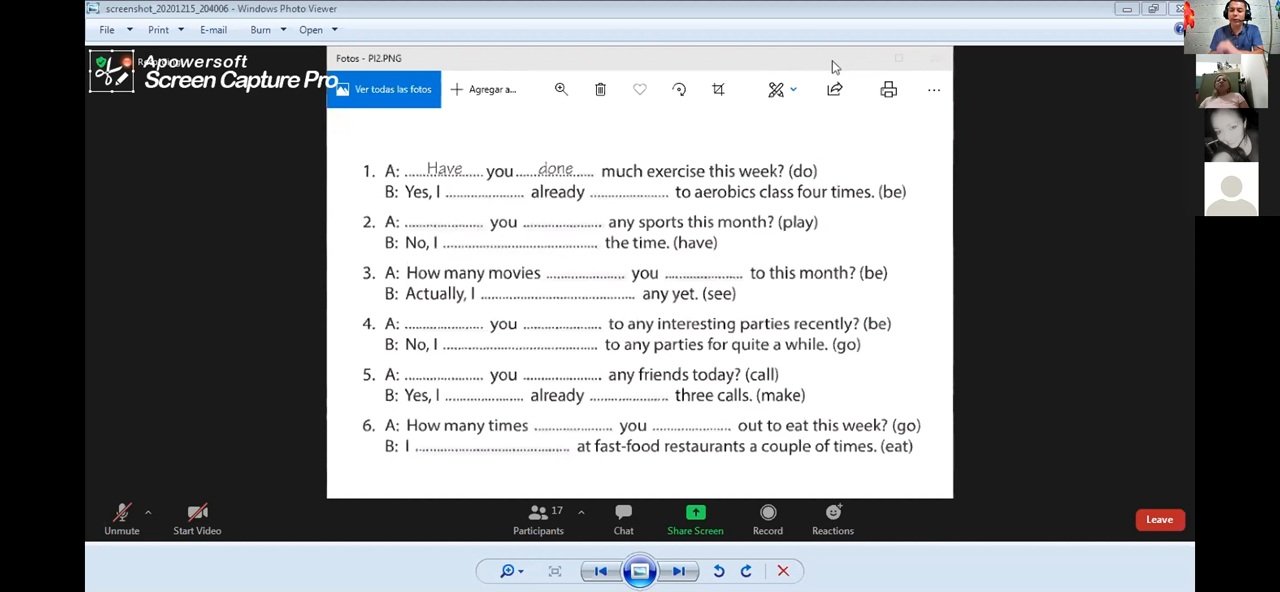 screenshot_20201215_204006 - Windows Photo Viewer
File Print E-mail Burn Open
Apowersoft
Screen Capture Pro
Fotos - PI2.PNG
Ver todas las fotos Agregar a...
1. A: Have you done much exercise this week? (do)
B: Yes, I .................. already .................. to aerobics class four times. (be)
2. A: .................. you .................. any sports this month? (play)
B: No, I .................................... the time. (have)
3. A: How many movies .................. you .................. to this month? (be)
B: Actually, I .................................... any yet. (see)
4. A: .................. you .................. to any interesting parties recently? (be)
B: No, I .................................... to any parties for quite a while. (go)
5. A: .................. you .................. any friends today? (call)
B: Yes, I .................. already .................. three calls. (make)
6. A: How many times .................. you .................. out to eat this week? (go)
B: I .................................... at fast-food restaurants a couple of times. (eat)
17
Unmute Start Video Participants Chat Share Screen Record Reactions Leave